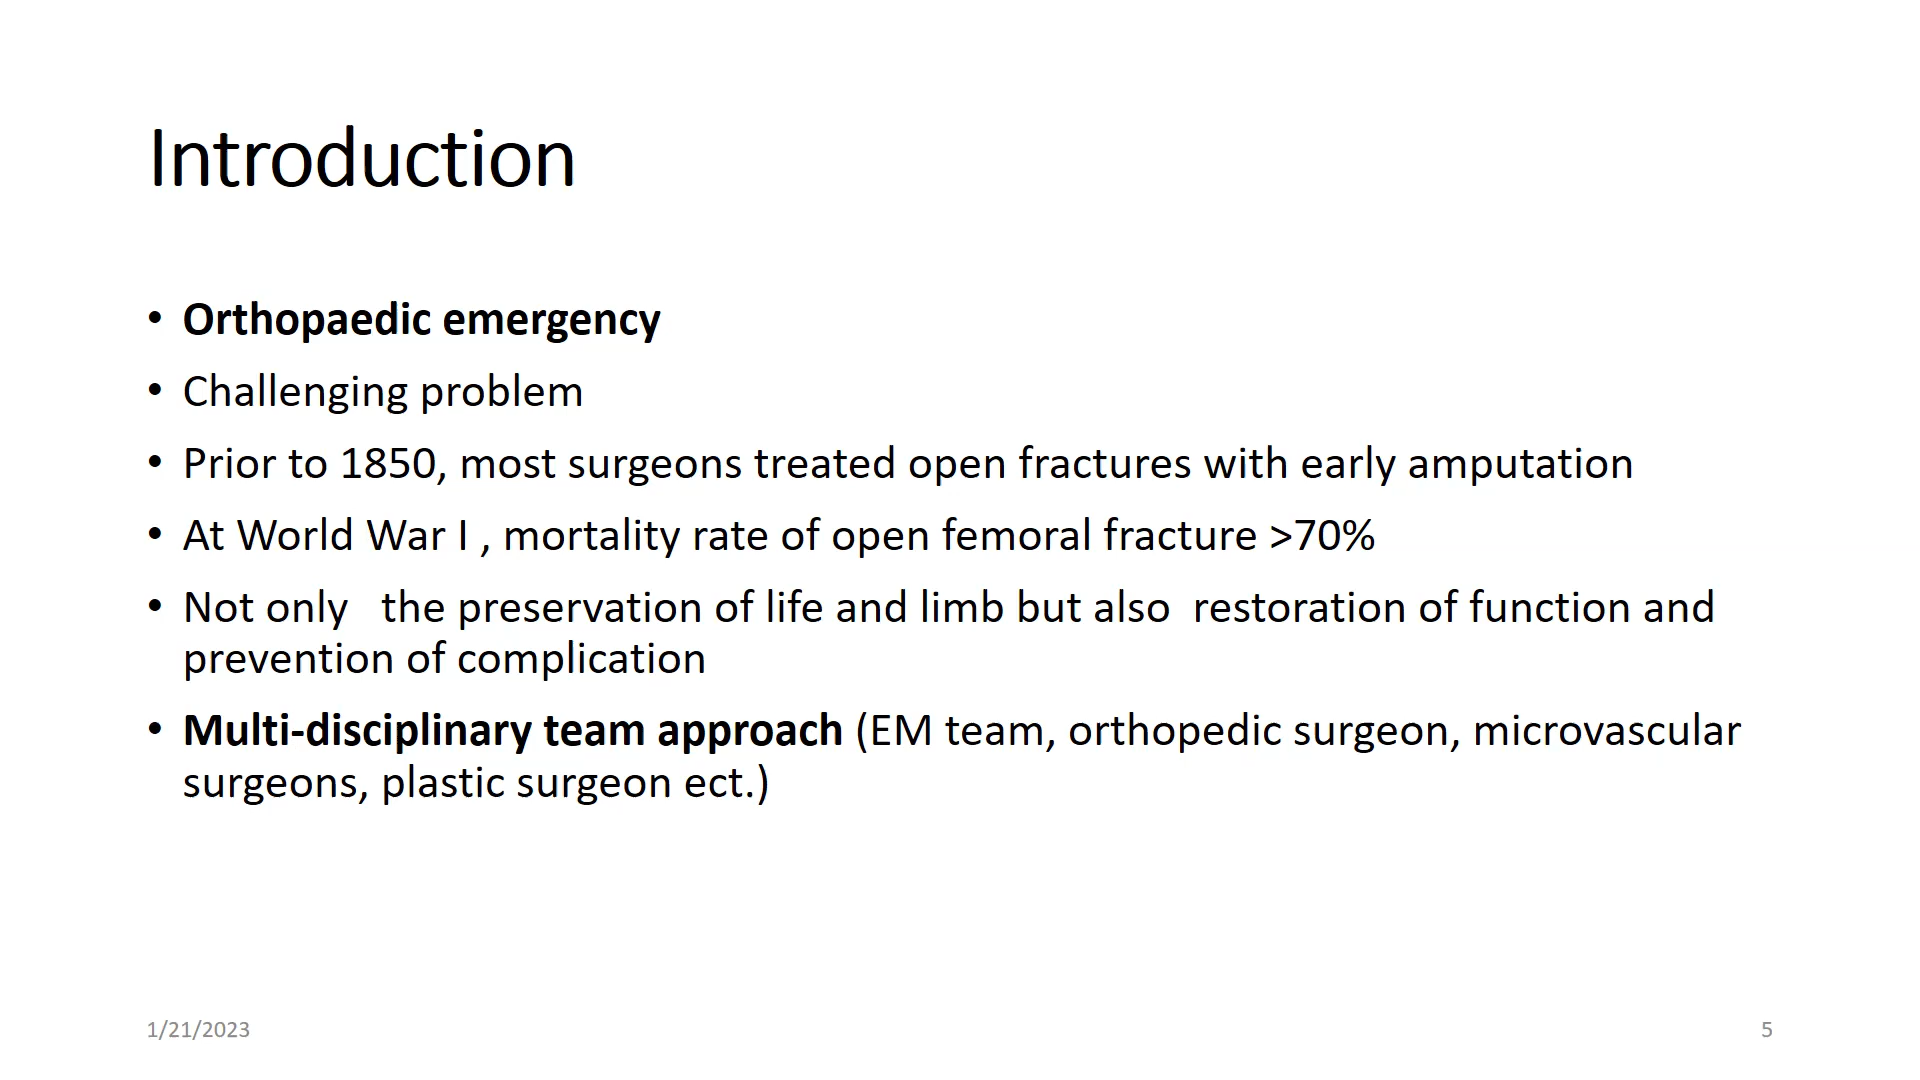 Introduction
• Orthopaedic emergency
• Challenging problem
• Prior to 1850, most surgeons treated open fractures with early amputation
• At World War I , mortality rate of open femoral fracture >70%
• Not only   the preservation of life and limb but also  restoration of function and
prevention of complication
• Multi-disciplinary team approach (EM team, orthopedic surgeon, microvascular
surgeons, plastic surgeon ect.)
1/21/2023
5